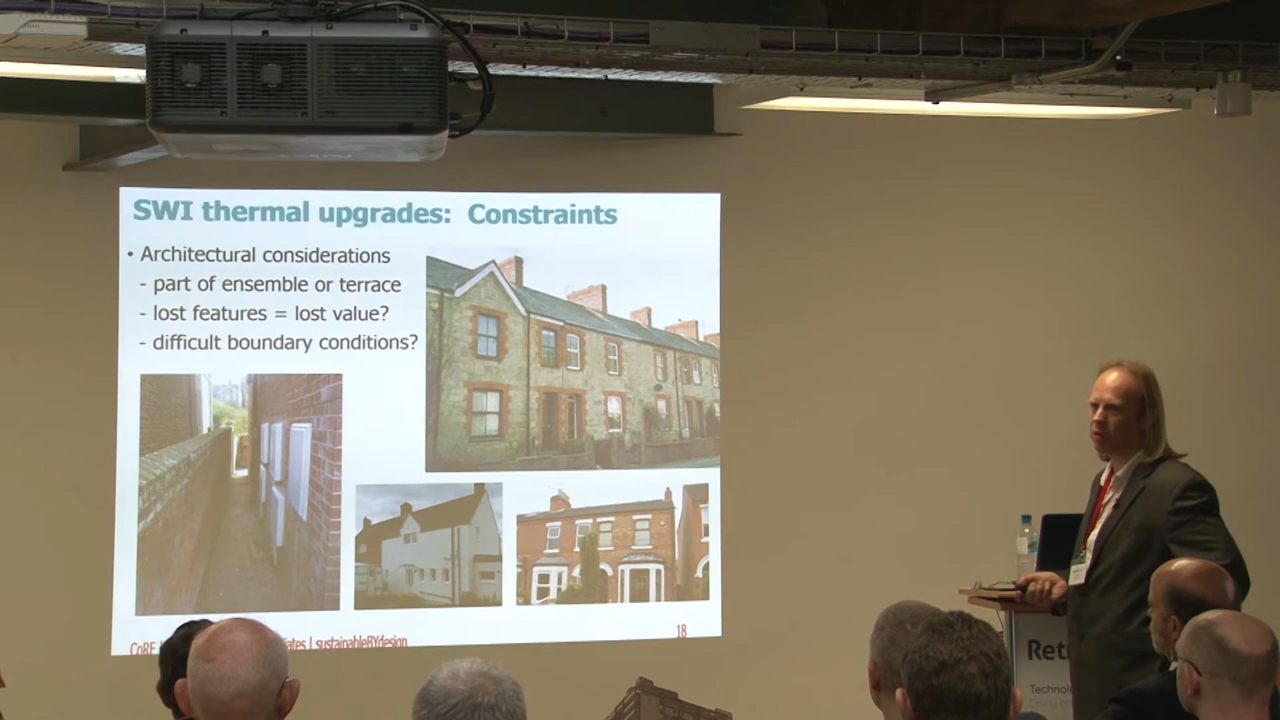 SWI thermal upgrades:  Constraints
• Architectural considerations
- part of ensemble or terrace
- lost features = lost value?
- difficult boundary conditions?
18
| sustainableBYdesign
Technol